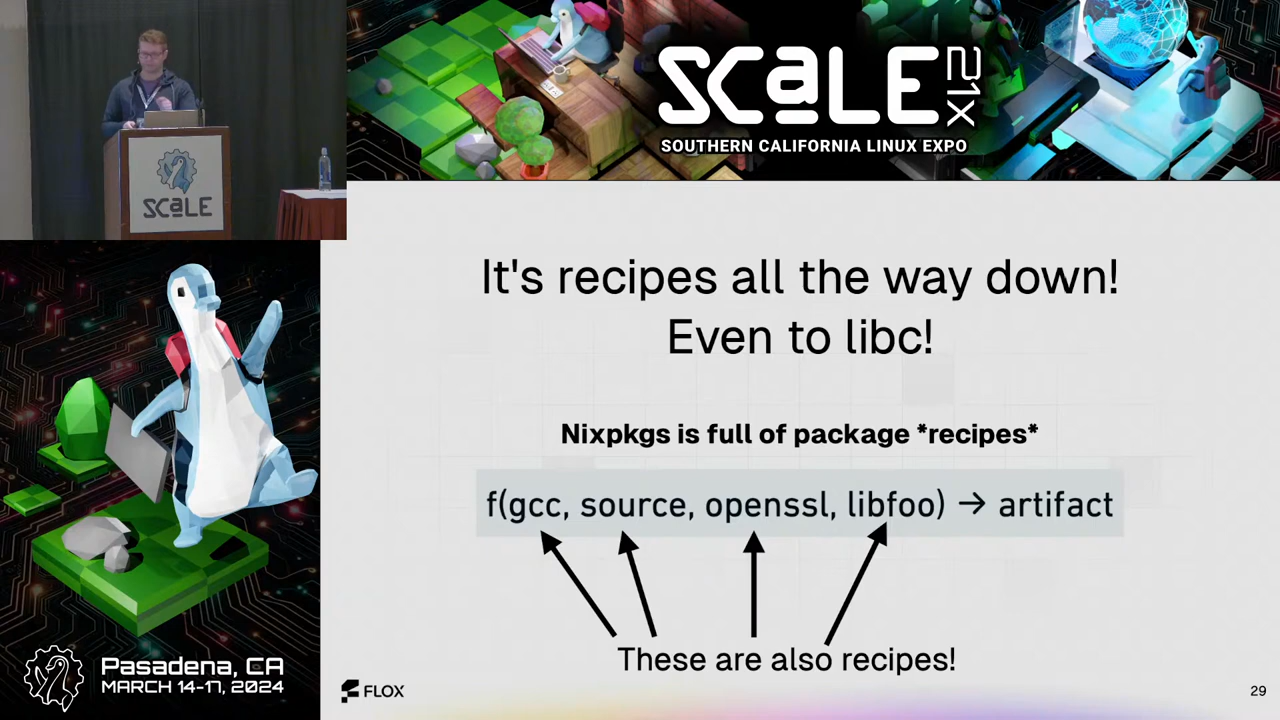 SCaLE
21X
SOUTHERN CALIFORNIA LINUX EXPO
SCaLE
It's recipes all the way down!
Even to libc!
Nixpkgs is full of package *recipes*
f(gcc, source, openssl, libfoo) → artifact
These are also recipes!
Pasadena, CA
MARCH 14-17, 2024
FLOX
29